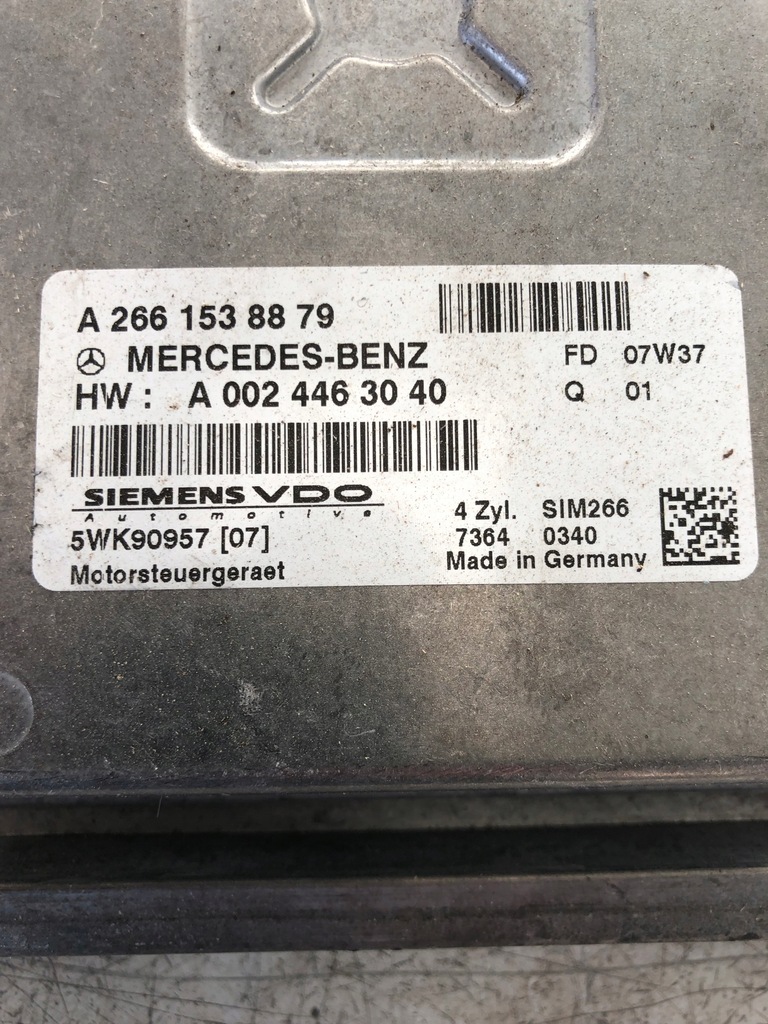 A 266 153 88 79
MERCEDES-BENZ
FD 07W37
HW : A 002 446 30 40
Q 01
SIEMENS VDO
Automotive
4 Zyl. SIM266
5WK90957 [07]
7364 0340
Motorsteuergeraet
Made in Germany